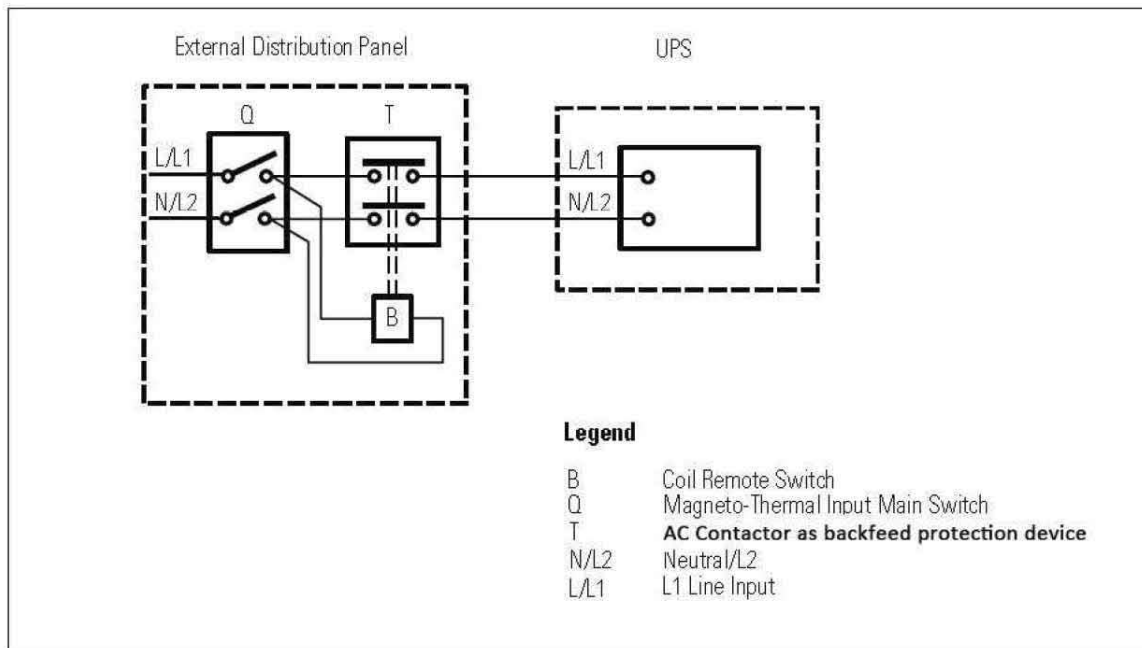 External Distribution Panel
UPS
Q
T
L/L1
L/L1
N/L2
N/L2
B
Legend
B Coil Remote Switch
Q Magneto-Thermal Input Main Switch
T AC Contactor as backfeed protection device
N/L2 Neutral/L2
L/L1 L1 Line Input